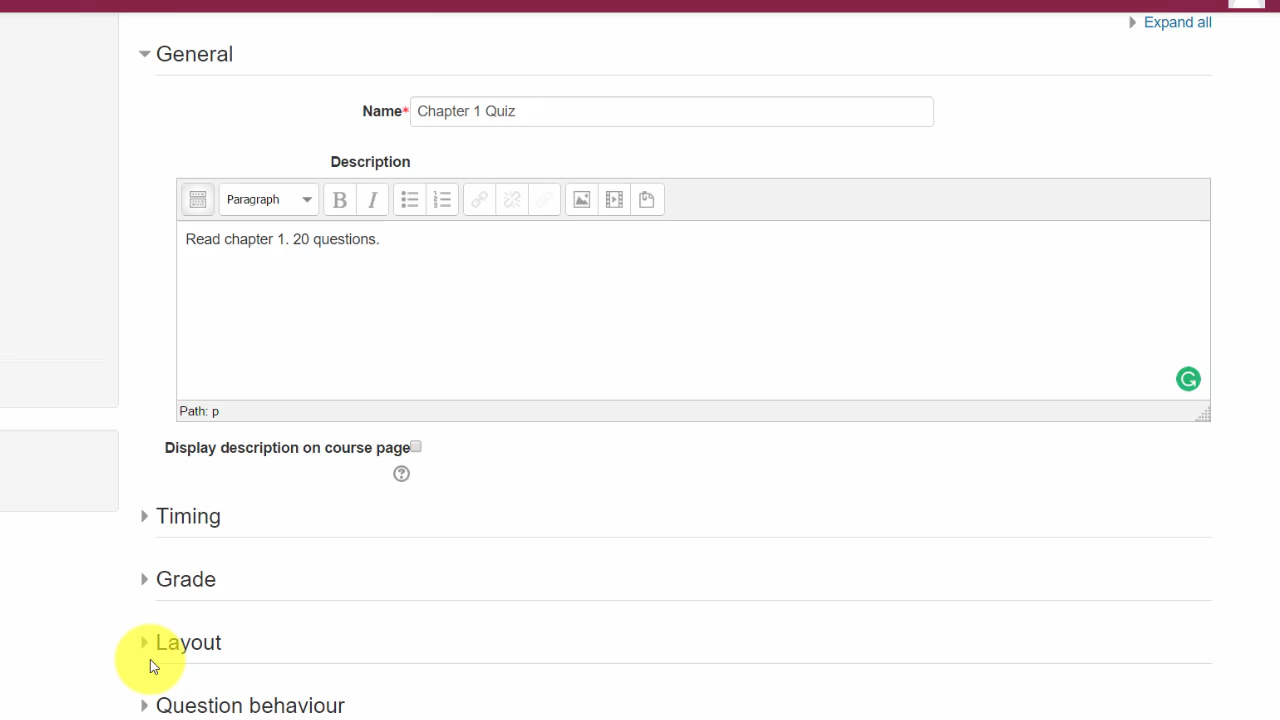 Expand all
General
Name* Chapter 1 Quiz
Description
Paragraph B I
Read chapter 1. 20 questions.
Path: p
Display description on course page
Timing
Grade
Layout
Question behaviour